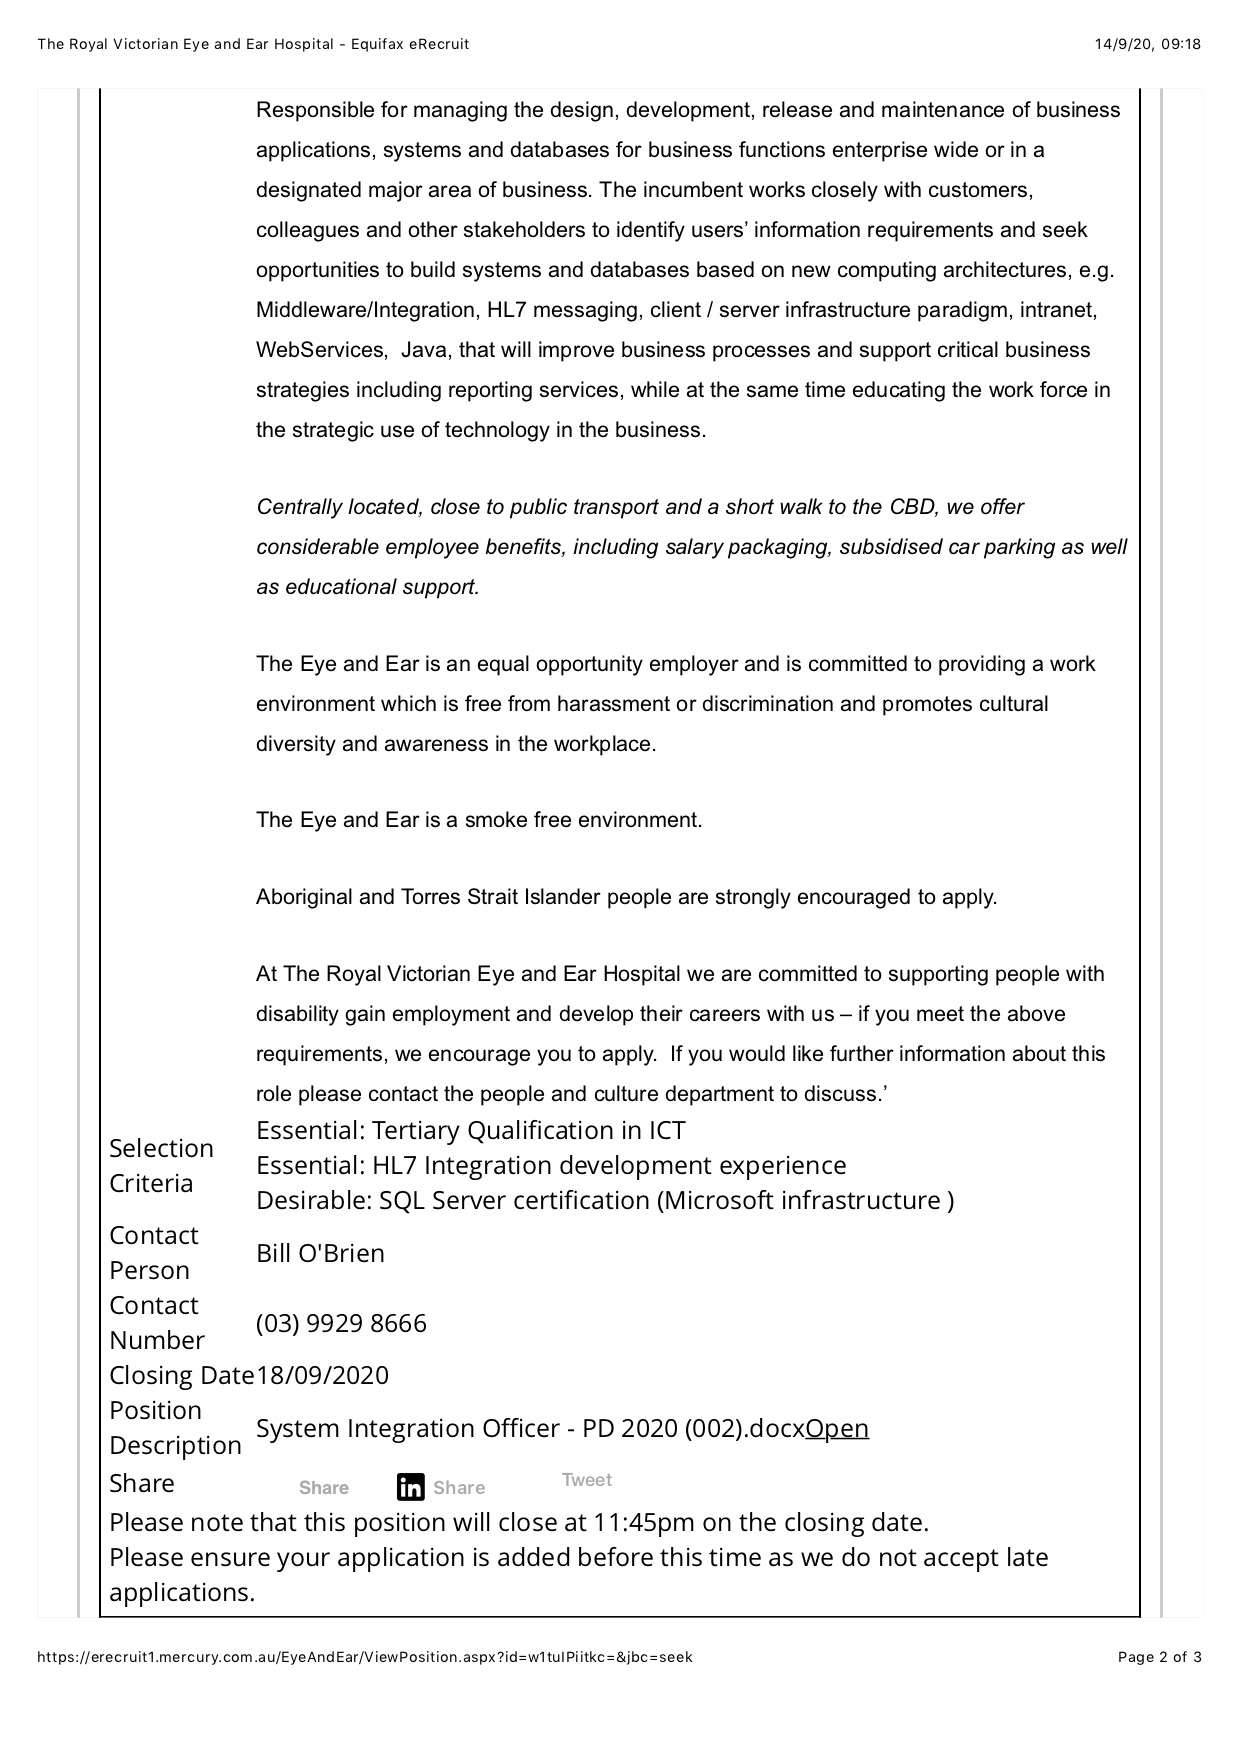 The Royal Victorian Eye and Ear Hospital - Equifax eRecruit 14/9/20, 09:18
Responsible for managing the design, development, release and maintenance of business
applications, systems and databases for business functions enterprise wide or in a
designated major area of business. The incumbent works closely with customers,
colleagues and other stakeholders to identify users’ information requirements and seek
opportunities to build systems and databases based on new computing architectures, e.g.
Middleware/Integration, HL7 messaging, client / server infrastructure paradigm, intranet,
WebServices,  Java, that will improve business processes and support critical business
strategies including reporting services, while at the same time educating the work force in
the strategic use of technology in the business.
Centrally located, close to public transport and a short walk to the CBD, we offer
considerable employee benefits, including salary packaging, subsidised car parking as well
as educational support.
The Eye and Ear is an equal opportunity employer and is committed to providing a work
environment which is free from harassment or discrimination and promotes cultural
diversity and awareness in the workplace.
The Eye and Ear is a smoke free environment.
Aboriginal and Torres Strait Islander people are strongly encouraged to apply.
At The Royal Victorian Eye and Ear Hospital we are committed to supporting people with
disability gain employment and develop their careers with us – if you meet the above
requirements, we encourage you to apply.  If you would like further information about this
role please contact the people and culture department to discuss.’
Selection
Criteria
Essential: Tertiary Qualification in ICT
Essential: HL7 Integration development experience
Desirable: SQL Server certification (Microsoft infrastructure )
Contact
Person
Bill O'Brien
Contact
Number
(03) 9929 8666
Closing Date 18/09/2020
Position
Description
System Integration Officer - PD 2020 (002).docxOpen
Share Share in Share Tweet
Please note that this position will close at 11:45pm on the closing date.
Please ensure your application is added before this time as we do not accept late
applications.
https://erecruit1.mercury.com.au/EyeAndEar/ViewPosition.aspx?id=w1tulPiitkc=&jbc=seek Page 2 of 3